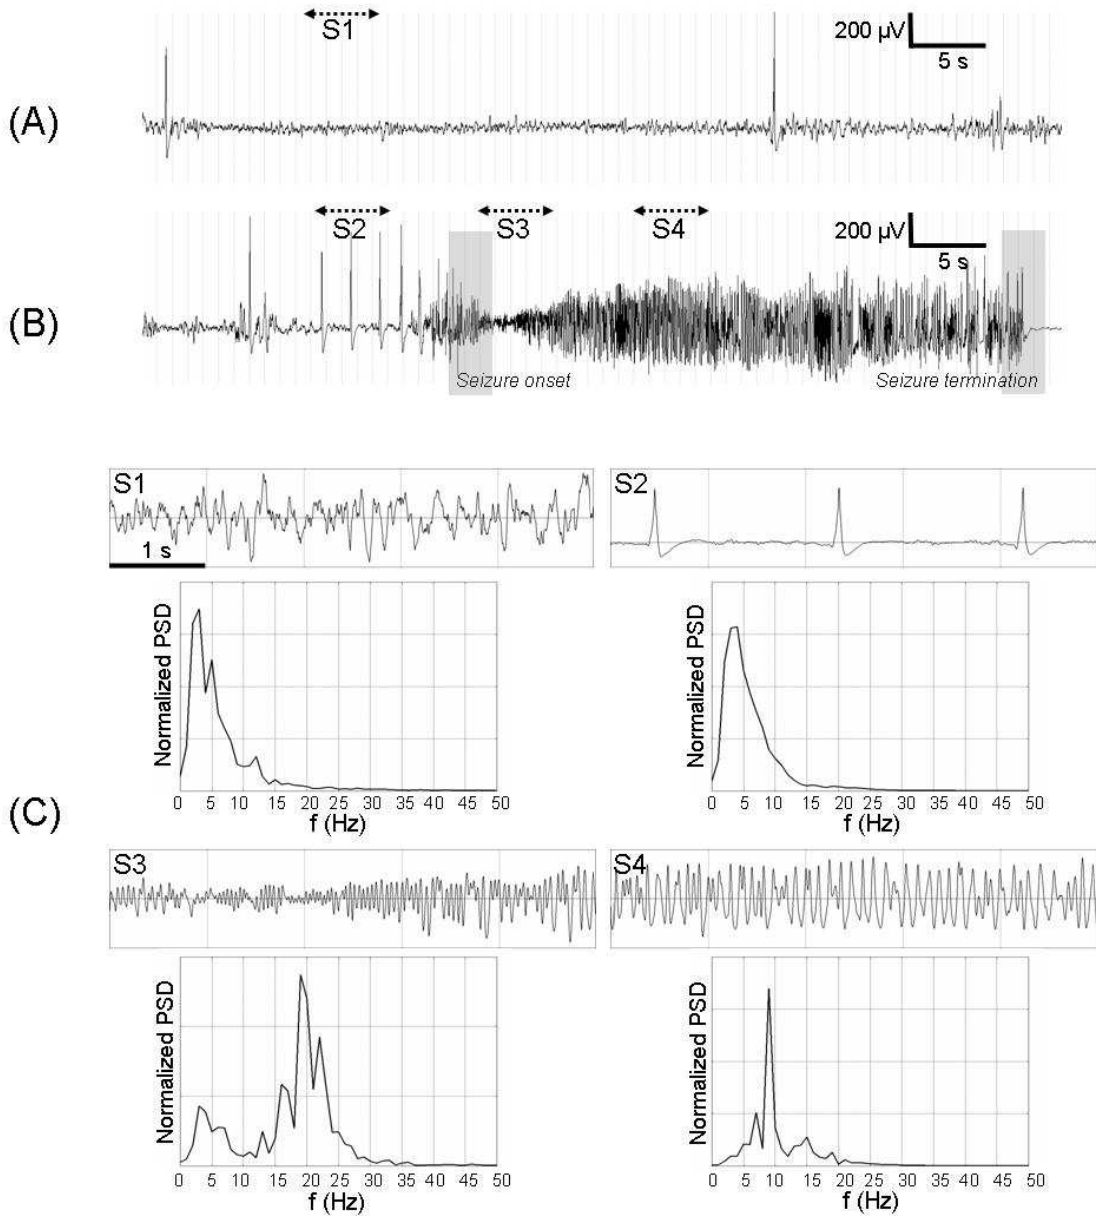 S1
200 µV
5 s
(A)
S2
S3
S4
200 µV
5 s
(B)
Seizure onset
Seizure termination
S1
1 s
S2
Normalized PSD
0 5 10 15 20 25 30 35 40 45 50
f (Hz)
Normalized PSD
0 5 10 15 20 25 30 35 40 45 50
f (Hz)
(C)
S3
S4
Normalized PSD
0 5 10 15 20 25 30 35 40 45 50
f (Hz)
Normalized PSD
0 5 10 15 20 25 30 35 40 45 50
f (Hz)